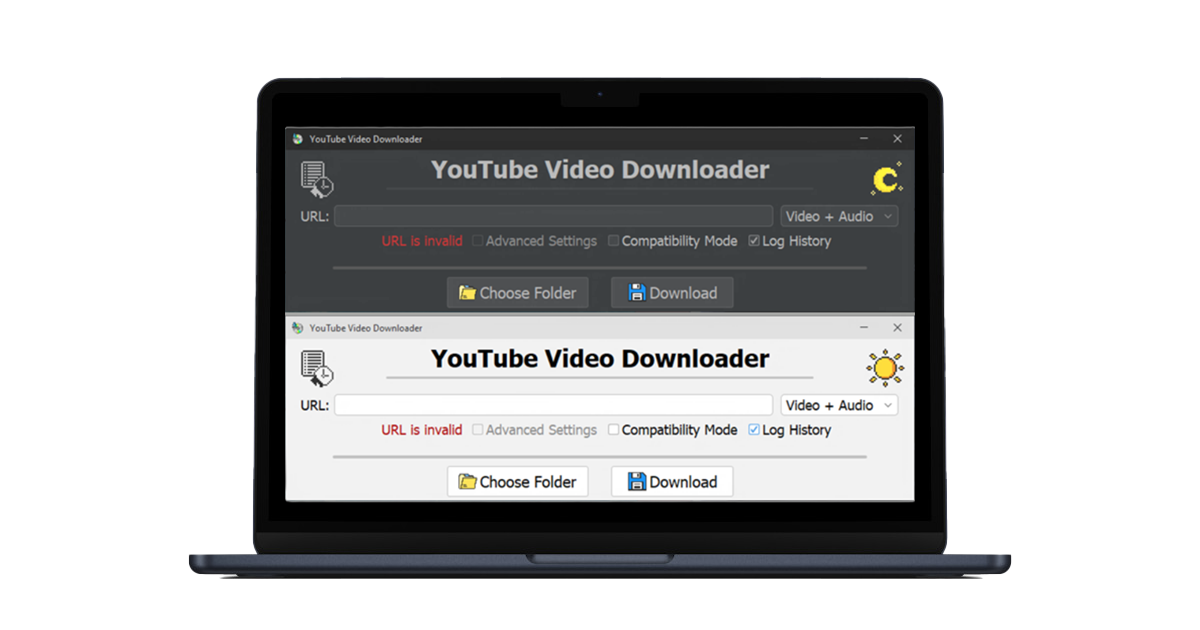 YouTube Video Downloader
YouTube Video Downloader
URL: Video + Audio
URL is invalid Advanced Settings Compatibility Mode Log History
Choose Folder Download
YouTube Video Downloader
YouTube Video Downloader
URL: Video + Audio
URL is invalid Advanced Settings Compatibility Mode Log History
Choose Folder Download